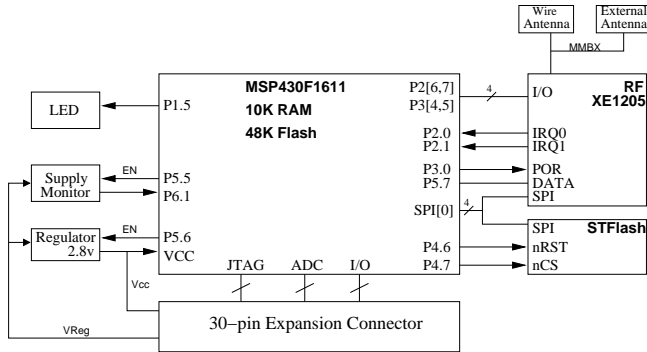 Wire
Antenna
External
Antenna
MMBX
MSP430F1611
10K RAM
48K Flash
P2[6,7]
P3[4,5]
4
I/O
RF
XE1205
LED
P1.5
P2.0
P2.1
IRQ0
IRQ1
Supply
Monitor
EN
P5.5
P6.1
P3.0
P5.7
POR
DATA
SPI
SPI[0]
4
Regulator
2.8v
EN
P5.6
VCC
SPI
STFlash
P4.6
P4.7
nRST
nCS
JTAG
ADC
I/O
Vcc
VReg
30−pin Expansion Connector